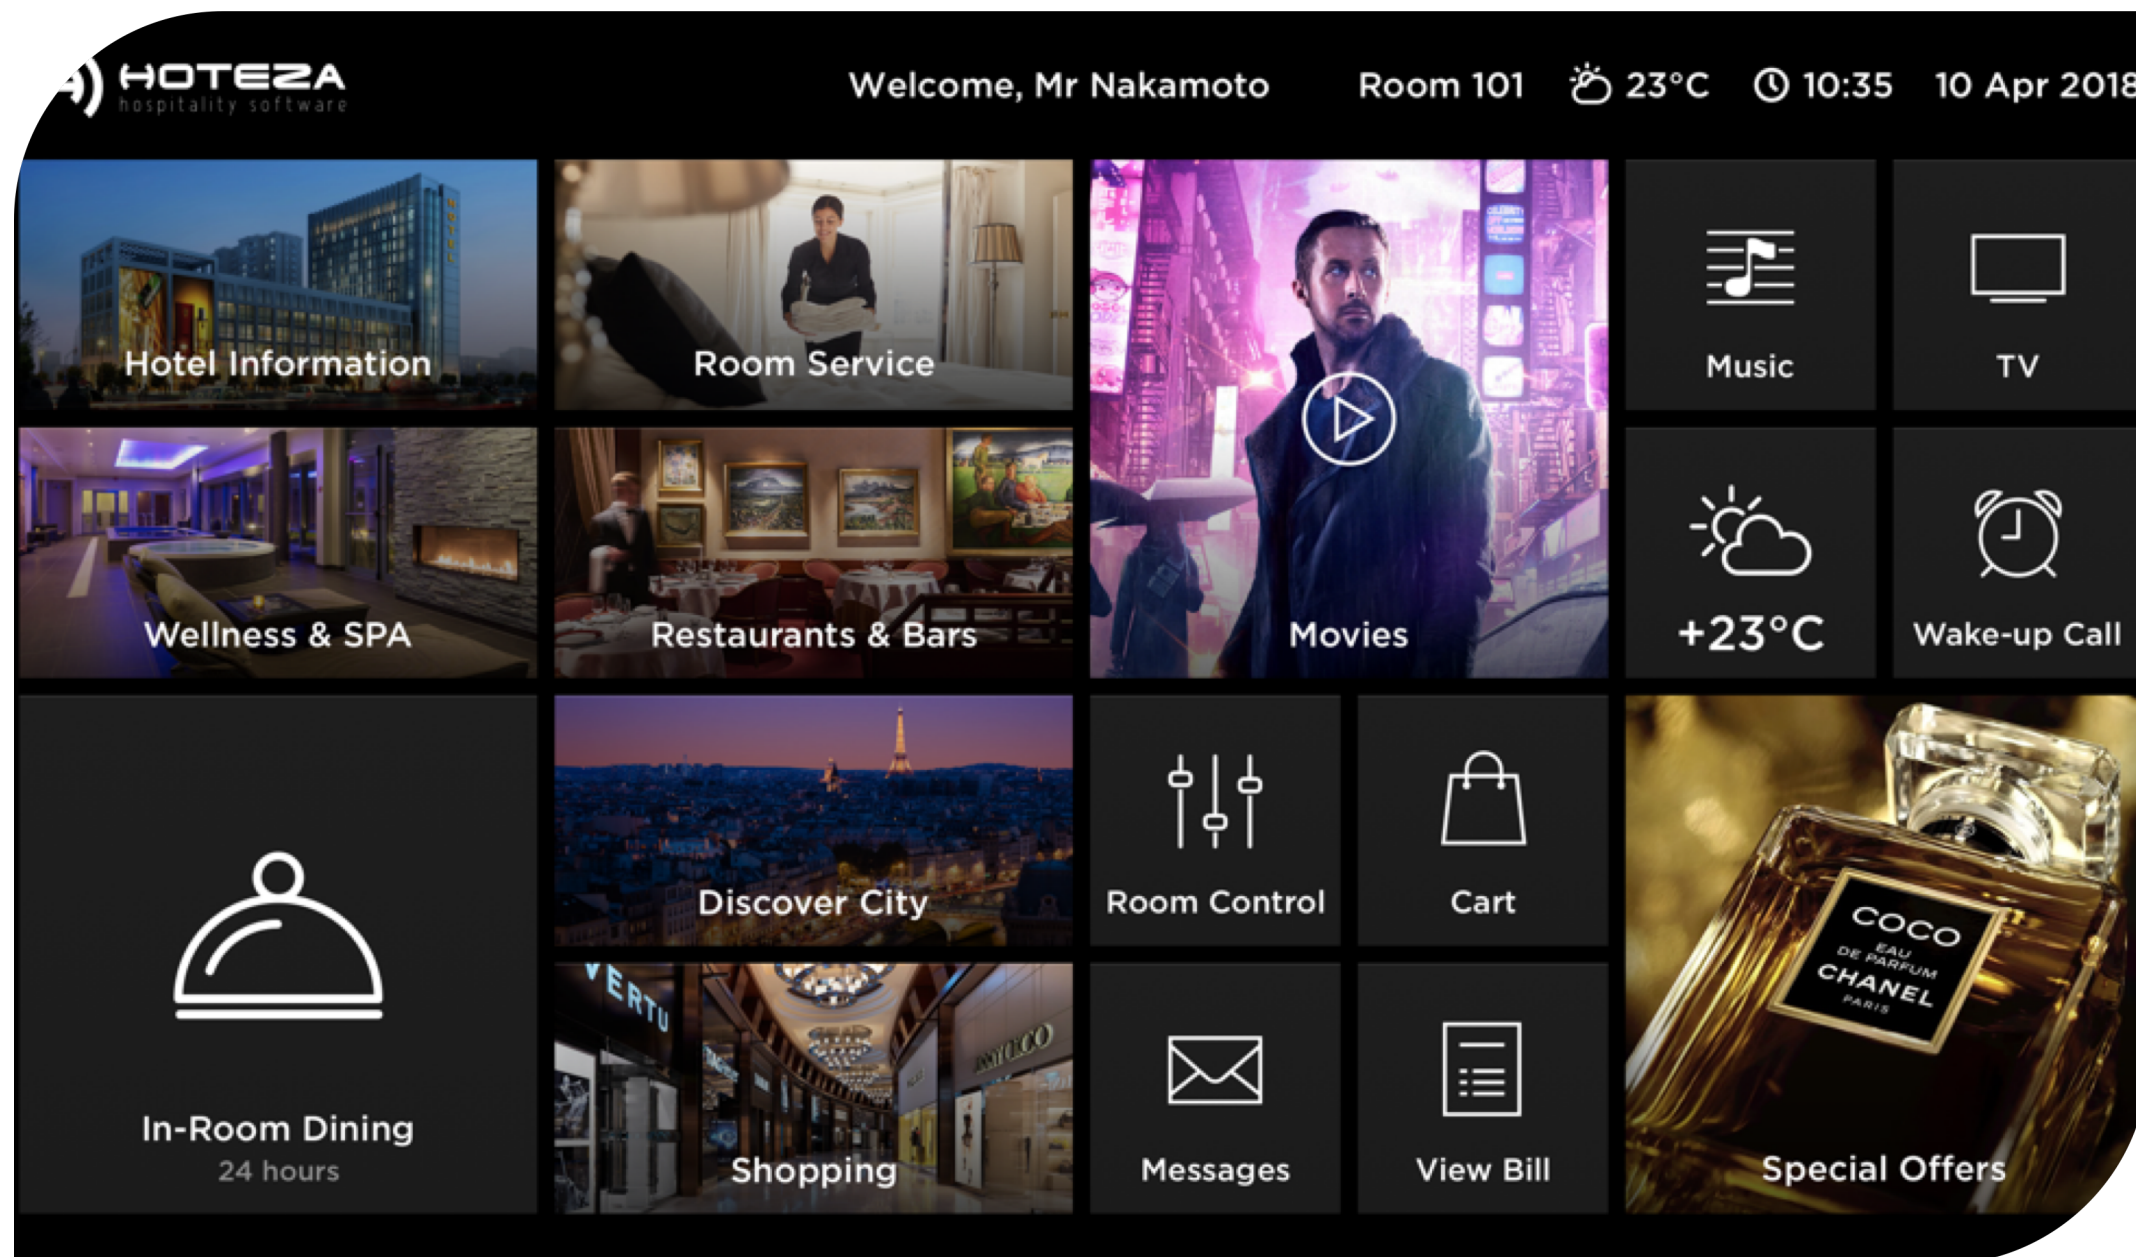 HOTEZA
hospitality software
Welcome, Mr Nakamoto
Room 101
23°C
10:35
10 Apr 2018
HOTEL
Hotel Information
Room Service
Movies
Music
TV
Wellness & SPA
Restaurants & Bars
+23°C
Wake-up Call
In-Room Dining
24 hours
Discover City
Room Control
Cart
VERTU
Shopping
Messages
View Bill
COCO
EAU
DE PARFUM
CHANEL
PARIS
Special Offers